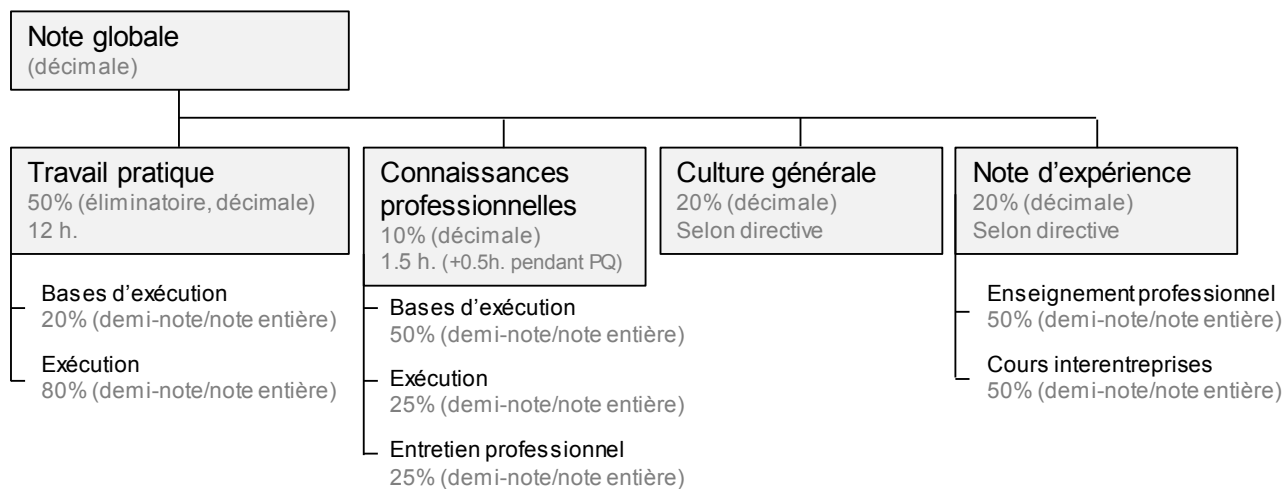 Note globale
(décimale)
Travail pratique
50% (éliminatoire, décimale)
12 h.
Bases d'exécution
20% (demi-note/note entière)
Exécution
80% (demi-note/note entière)
Connaissances
professionnelles
10% (décimale)
1.5 h. (+0.5h. pendant PQ)
Bases d'exécution
50% (demi-note/note entière)
Exécution
25% (demi-note/note entière)
Entretien professionnel
25% (demi-note/note entière)
Culture générale
20% (décimale)
Selon directive
Note d'expérience
20% (décimale)
Selon directive
Enseignement professionnel
50% (demi-note/note entière)
Cours interentreprises
50% (demi-note/note entière)